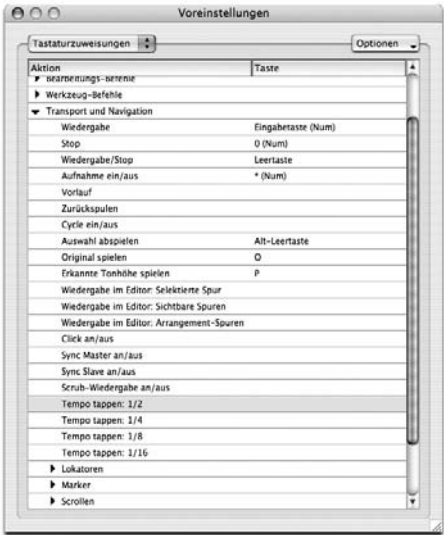 Voreinstellungen
Tastaturzuweisungen Optionen
Aktion Taste
Bearbeitungs-Befehle
Werkzeug-Befehle
Transport und Navigation
Wiedergabe Eingabetaste (Num)
Stop 0 (Num)
Wiedergabe/Stop Leertaste
Aufnahme ein/aus * (Num)
Vorlauf
Zurückspulen
Cycle ein/aus
Auswahl abspielen Alt-Leertaste
Original spielen O
Erkannte Tonhöhe spielen P
Wiedergabe im Editor: Selektierte Spur
Wiedergabe im Editor: Sichtbare Spuren
Wiedergabe im Editor: Arrangement-Spuren
Click an/aus
Sync Master an/aus
Sync Slave an/aus
Scrub-Wiedergabe an/aus
Tempo tappen: 1/2
Tempo tappen: 1/4
Tempo tappen: 1/8
Tempo tappen: 1/16
Lokatoren
Marker
Scrollen